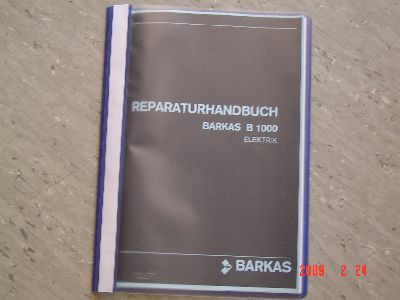 REPARATURHANDBUCH
BARKAS B 1000
ELEKTRIK
BARKAS
2009 2 24